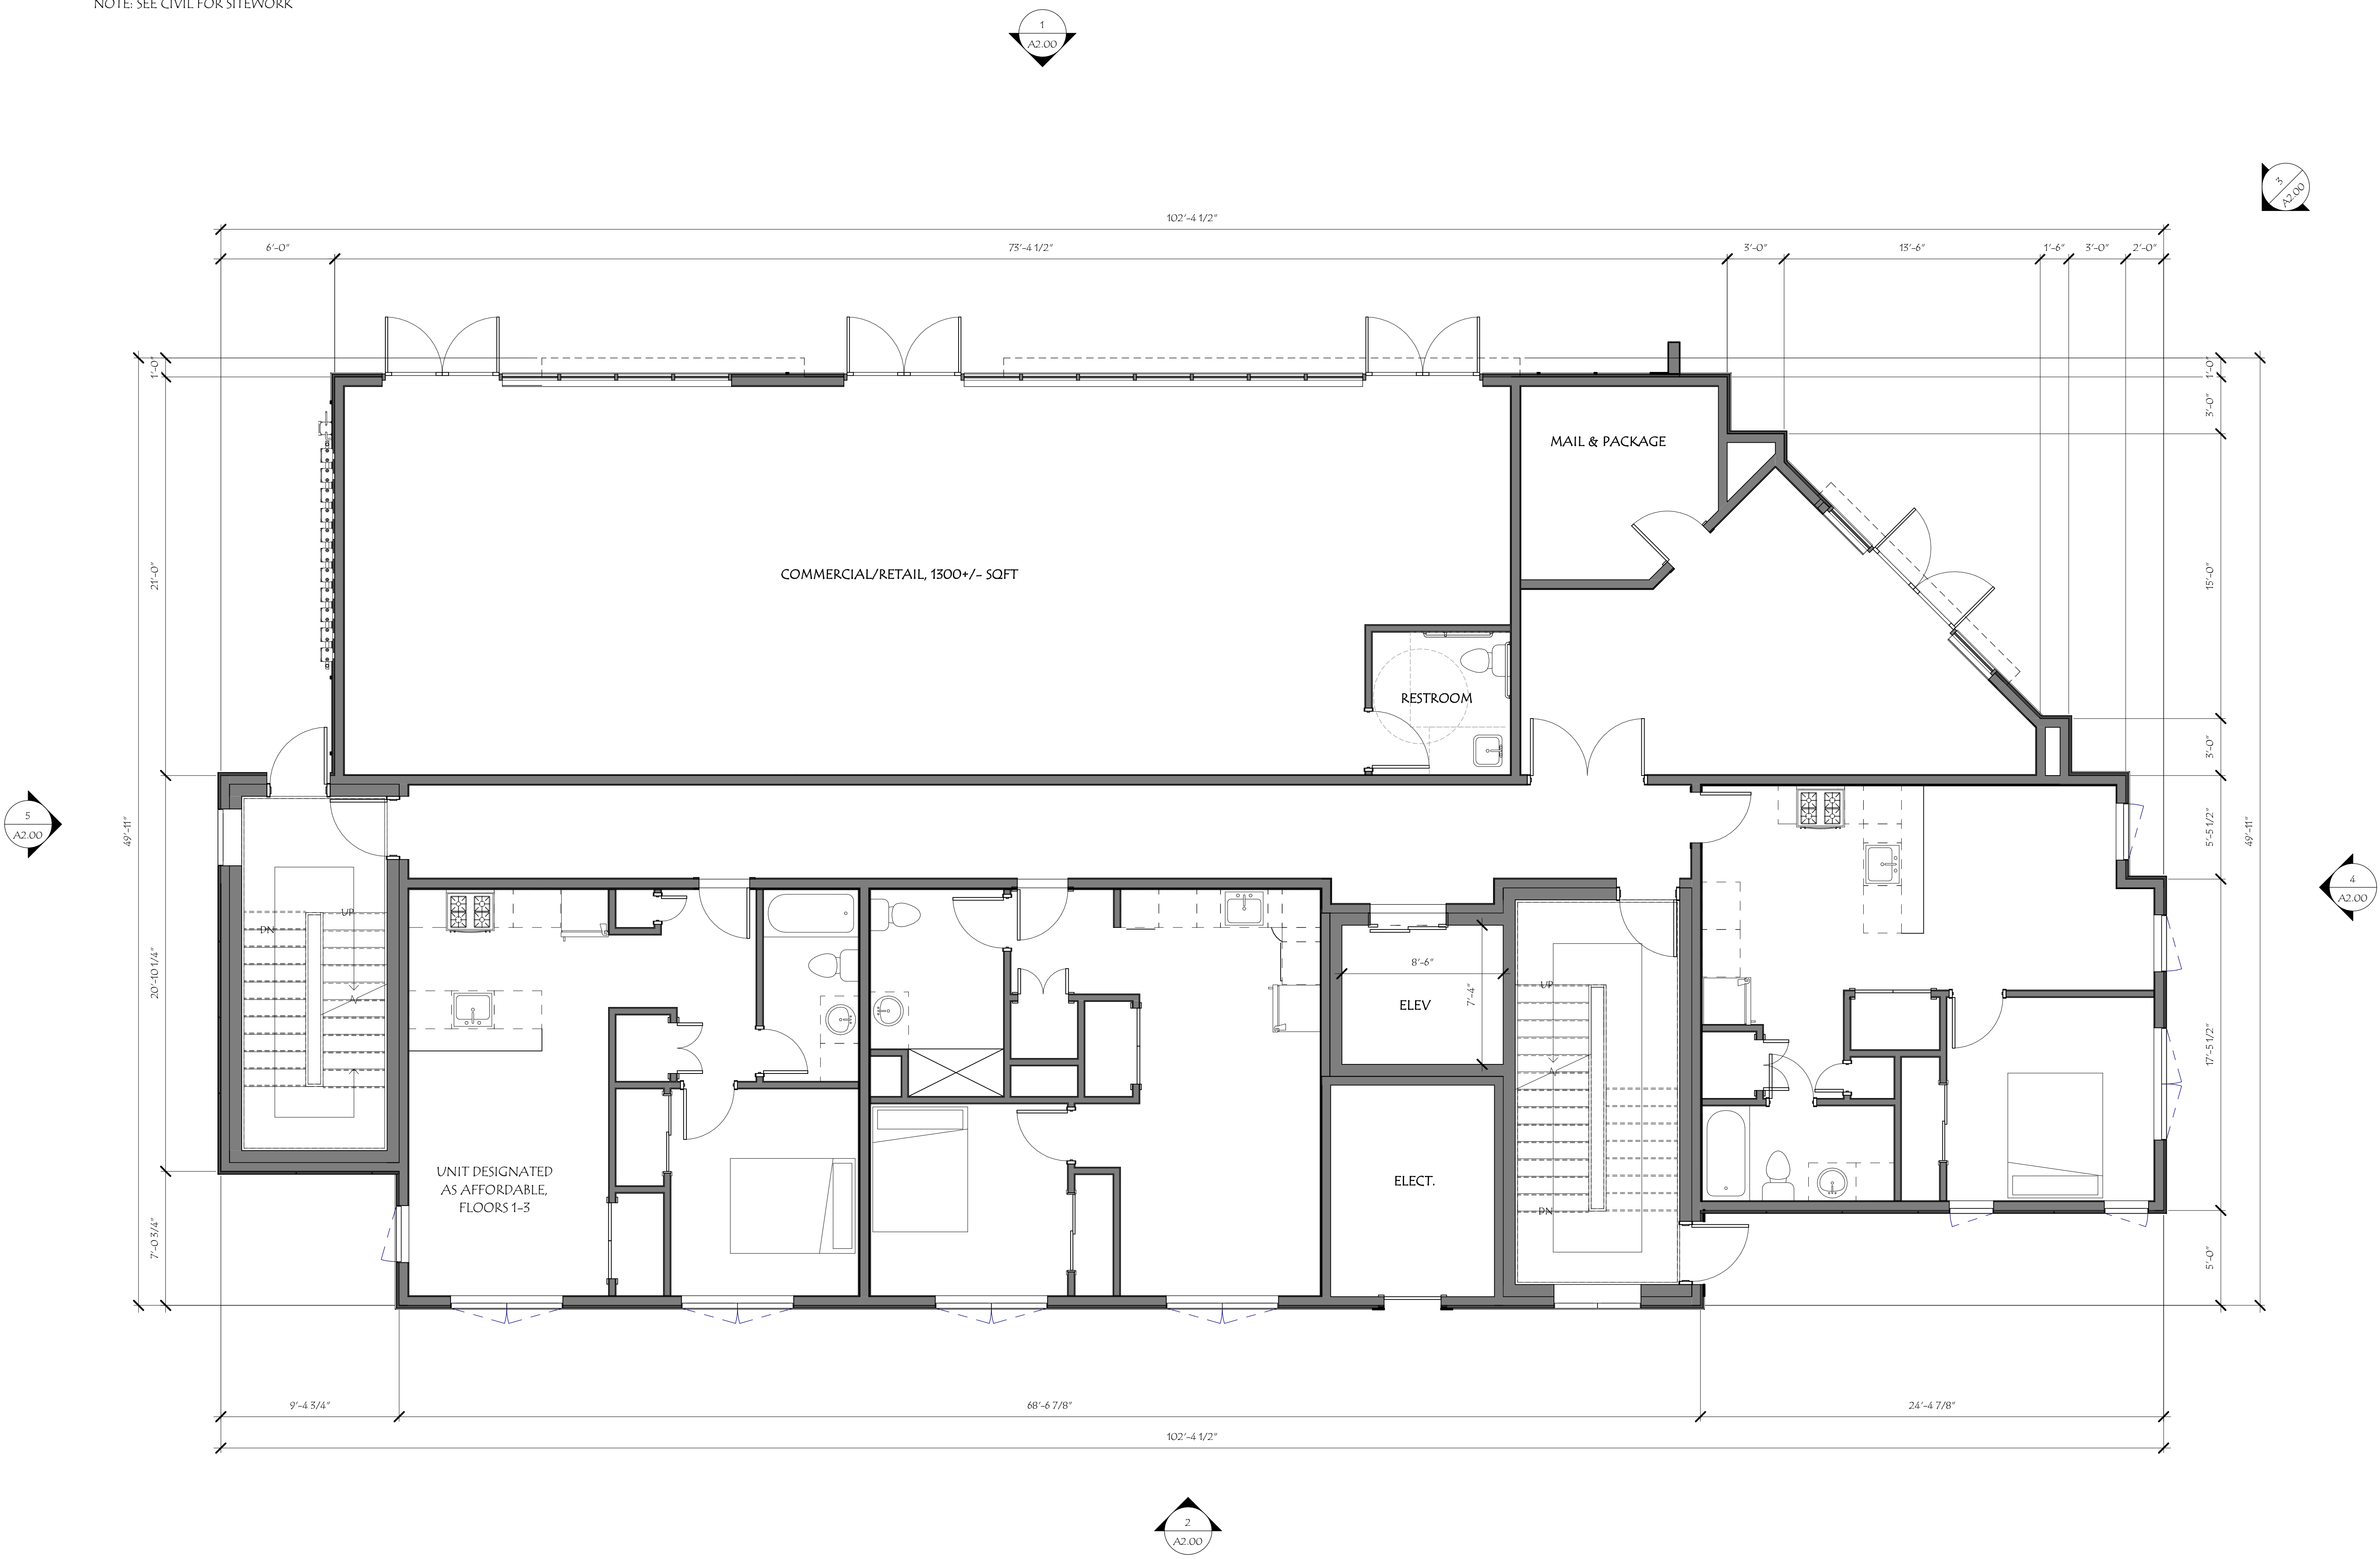 NOTE: SEE CIVIL FOR SITEWORK
1
A2.00
3
A2.00
102'-4 1/2"
6'-0"
73'-4 1/2"
3'-0"
13'-6"
1'-6"
3'-0"
2'-0"
1'-0"
1'-0"
3'-0"
MAIL & PACKAGE
COMMERCIAL/RETAIL, 1300+/- SQFT
21'-0"
15'-0"
RESTROOM
3'-0"
5
A2.00
49'-11"
5'-5 1/2"
49'-11"
4
A2.00
UP
DN
20'-10 1/4"
8'-6"
7'-4"
ELEV
UP
17'-5 1/2"
UNIT DESIGNATED
AS AFFORDABLE,
FLOORS 1-3
ELECT.
DN
7'-0 3/4"
5'-0"
9'-4 3/4"
68'-6 7/8"
24'-4 7/8"
102'-4 1/2"
2
A2.00